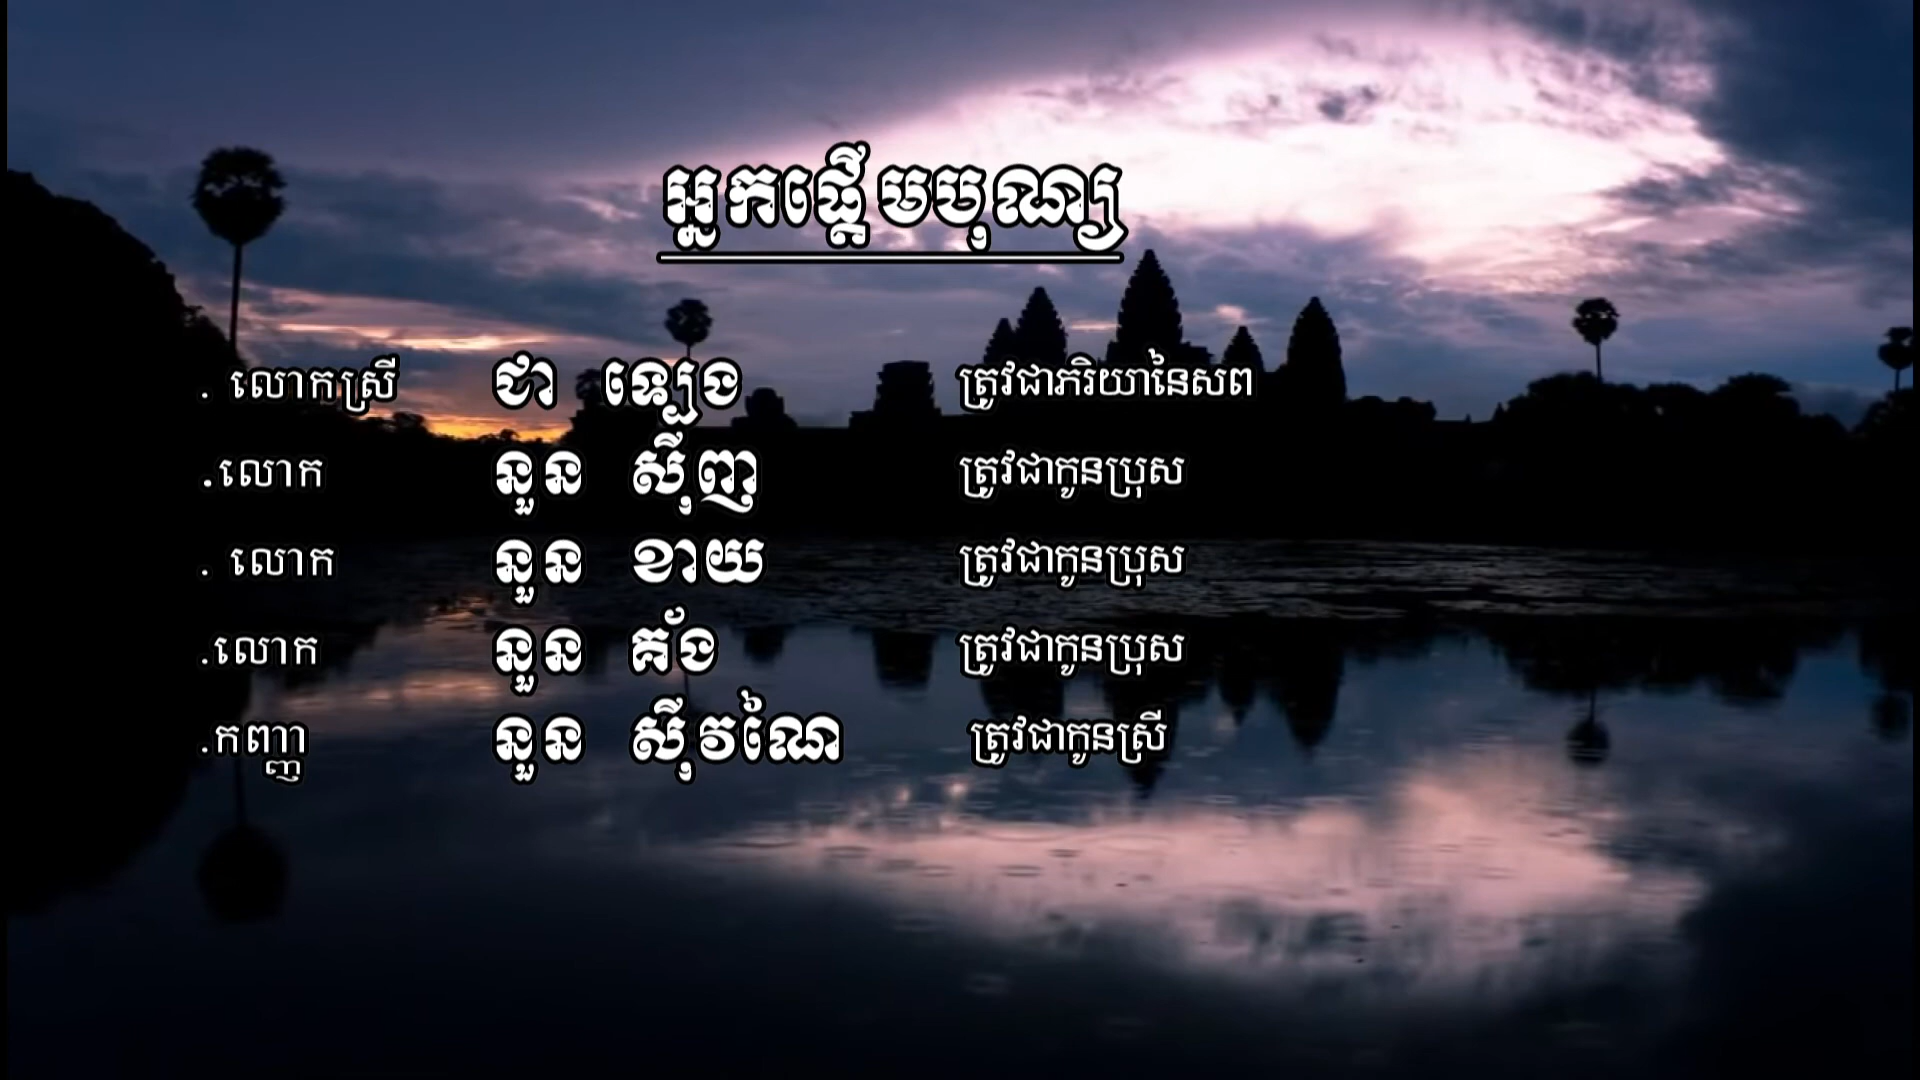 អ្នកផ្ដើមបុណ្យ
. លោកស្រី ជា ឡេង ត្រូវជាភរិយានៃសព
.លោក នួន ស៊ីញ ត្រូវជាកូនប្រុស
. លោក នួន ខាយ ត្រូវជាកូនប្រុស
.លោក នួន គ័ង ត្រូវជាកូនប្រុស
.កញ្ញា នួន ស៊ីវណៃ ត្រូវជាកូនស្រី